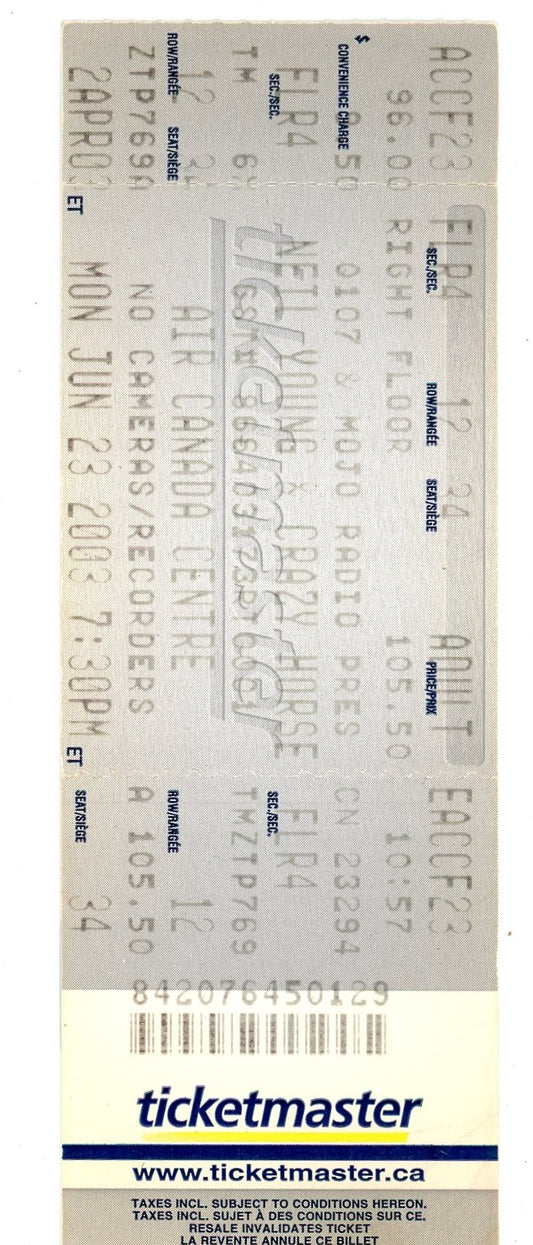 ACCF23
96.00
$ CONVENIENCE CHARGE
9.50
SEC./SEC.
FLR4
TM
ROW/RANGÉE SEAT/SIÈGE
12
ZTP769
2APR03
SEC./SEC. ROW/RANGÉE SEAT/SIÈGE PRICE/PRIX
FLR4 12 34 ADULT
RIGHT FLOOR 105.50
0107 & MOJO RADIO PRES
NEIL YOUNG & CRAZY HORSE
ticketmaster
AIR CANADA CENTRE
NO CAMERAS/RECORDERS
ET MON JUN 23 2003 7:30PM ET
EACCF23
10:57
CN 23294
SEC./SEC.
FLR4
TMZTP769
ROW/RANGÉE
12
A 105.50
SEAT/SIÈGE
34
842076450129
ticketmaster
www.ticketmaster.ca
TAXES INCL. SUBJECT TO CONDITIONS HEREON.
TAXES INCL. SUJET À DES CONDITIONS SUR CE.
RESALE INVALIDATES TICKET
LA REVENTE ANNULE CE BILLET